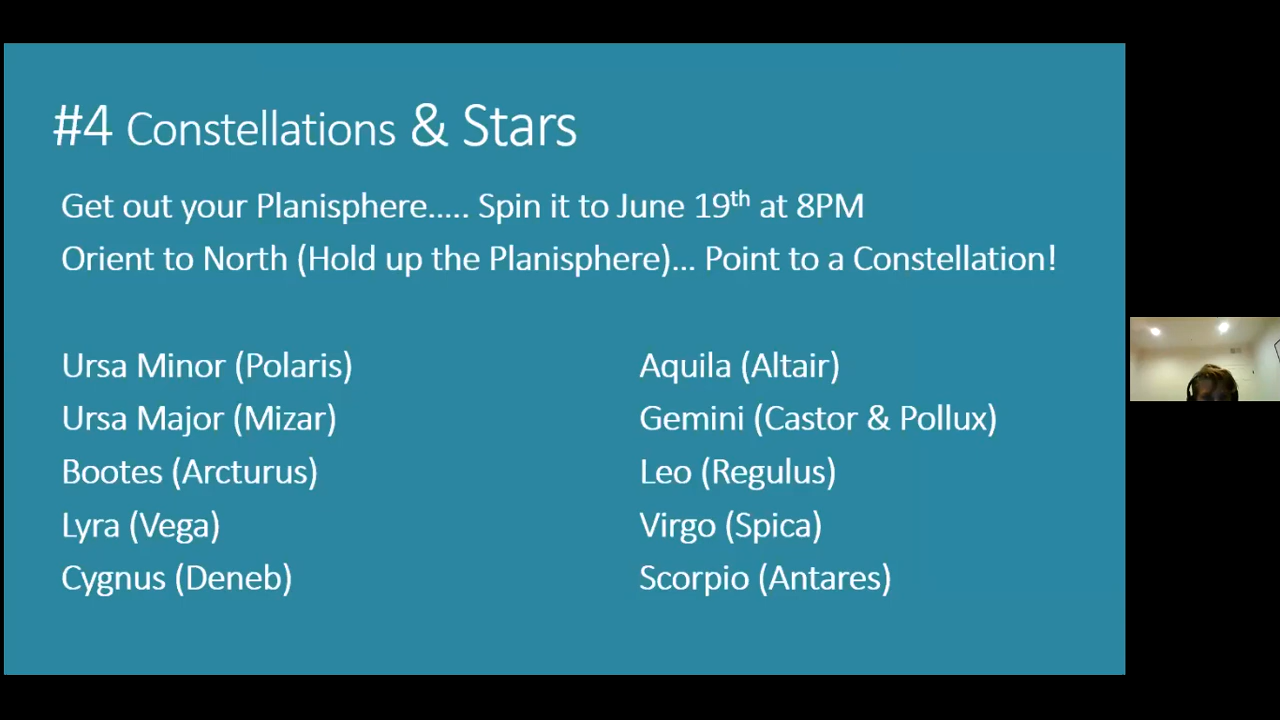 #4 Constellations & Stars
Get out your Planisphere..... Spin it to June 19th at 8PM
Orient to North (Hold up the Planisphere)... Point to a Constellation!
Ursa Minor (Polaris)
Ursa Major (Mizar)
Bootes (Arcturus)
Lyra (Vega)
Cygnus (Deneb)
Aquila (Altair)
Gemini (Castor & Pollux)
Leo (Regulus)
Virgo (Spica)
Scorpio (Antares)